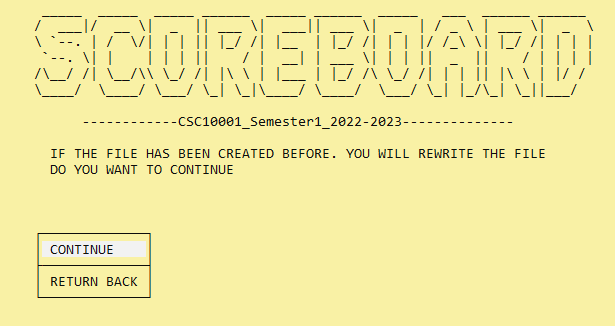 SCOREBOARD
------------CSC10001_Semester1_2022-2023--------------
IF THE FILE HAS BEEN CREATED BEFORE. YOU WILL REWRITE THE FILE
DO YOU WANT TO CONTINUE
CONTINUE
RETURN BACK